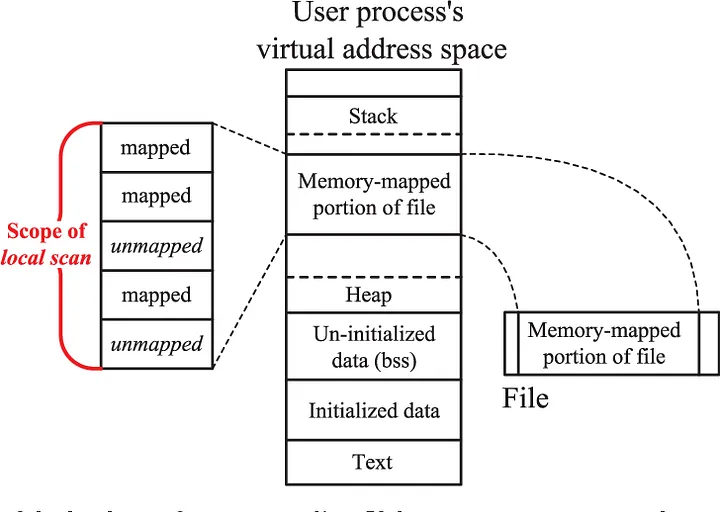 User process's
virtual address space
Stack
mapped
mapped
unmapped
mapped
unmapped
Scope of
local scan
Memory-mapped
portion of file
Heap
Un-initialized
data (bss)
Initialized data
Text
Memory-mapped
portion of file
File